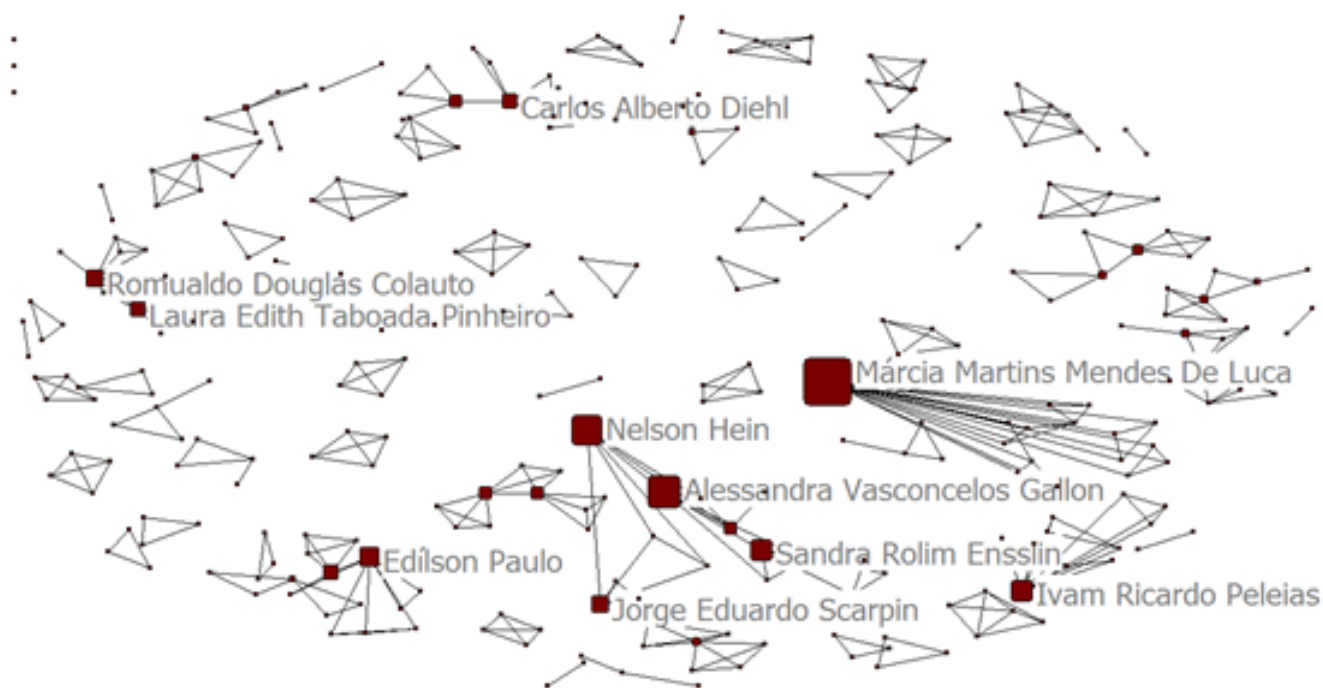 Carlos Alberto Diehl
Romualdo Douglas Colauto
Laura Edith Taboada Pinheiro
Márcia Martins Mendes De Luca
Nelson Hein
Alessandra Vasconcelos Gallon
Sandra Rolim Ensslin
Edílson Paulo
Ivam Ricardo Peleias
Jorge Eduardo Scarpin